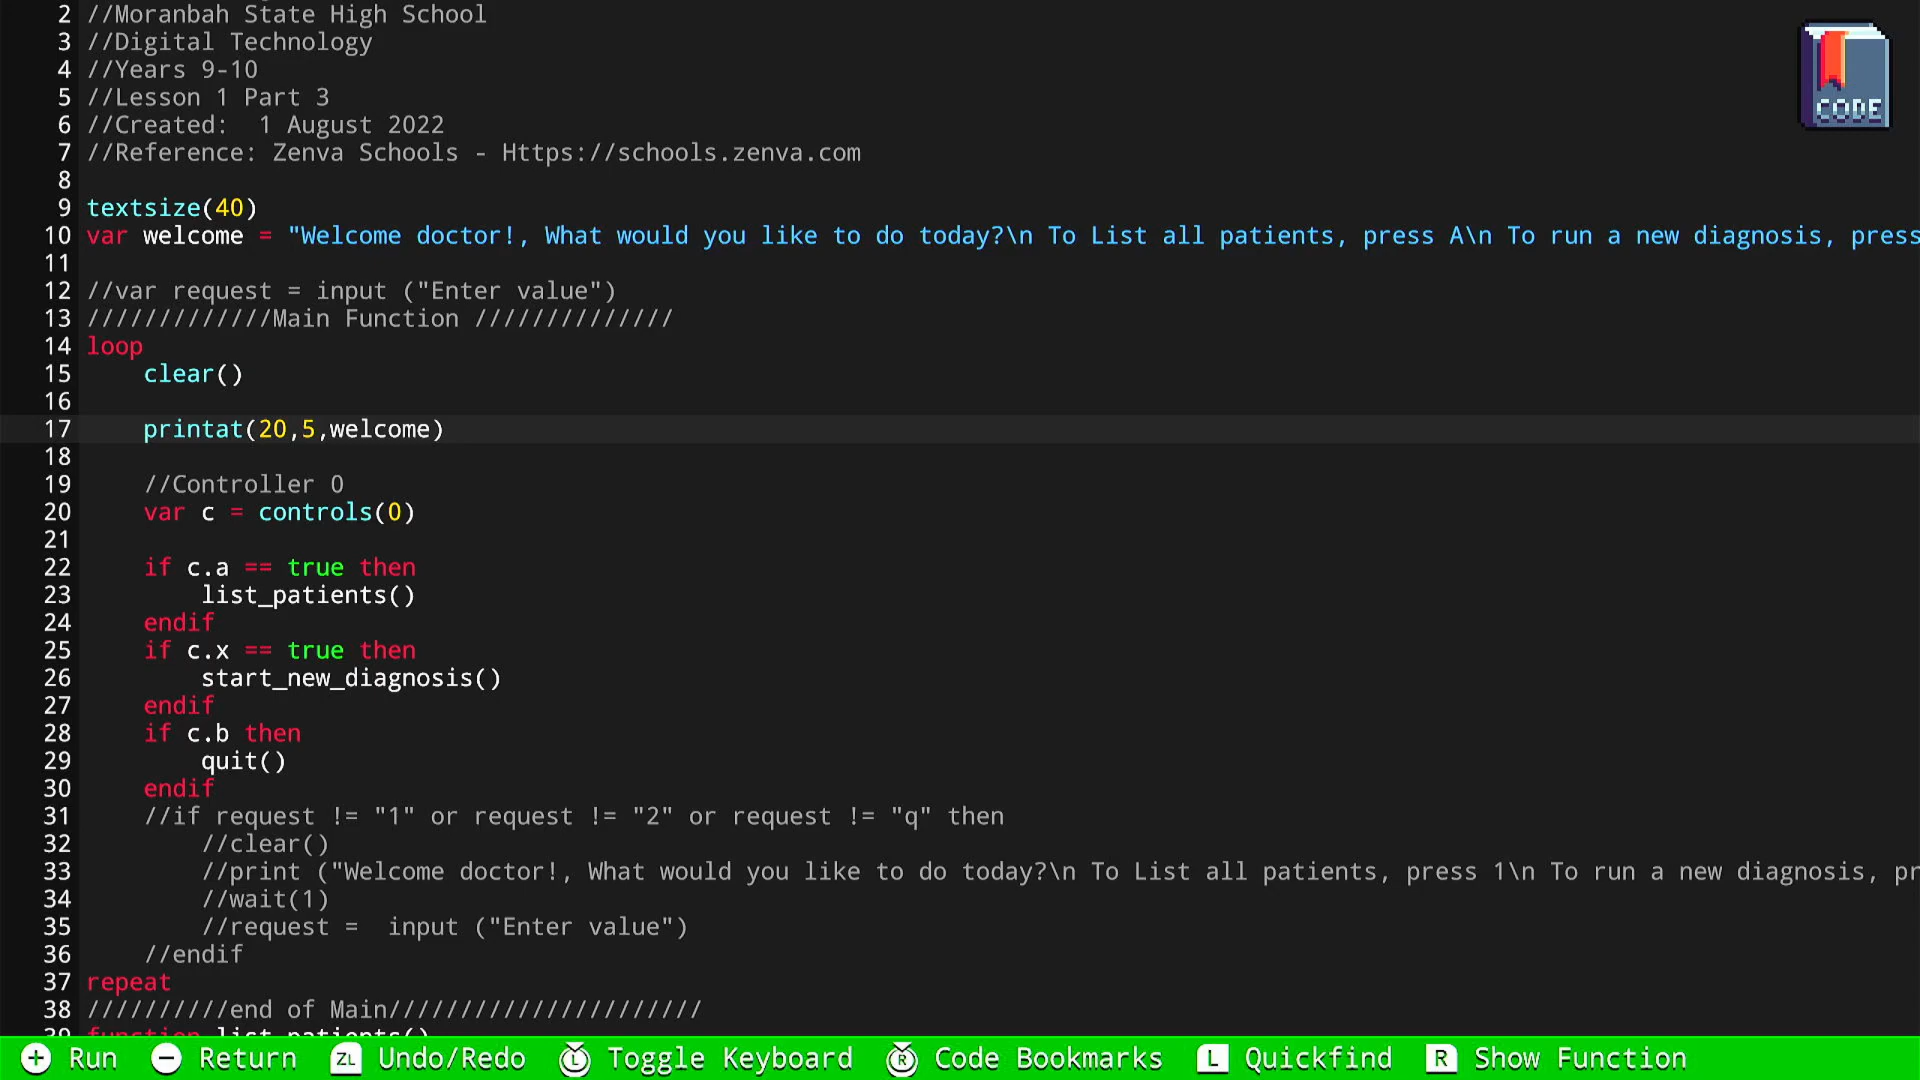 2 //Moranbah State High School
3 //Digital Technology
4 //Years 9-10
5 //Lesson 1 Part 3
6 //Created:  1 August 2022
7 //Reference: Zenva Schools - Https://schools.zenva.com
8
9 textsize(40)
10 var welcome = "Welcome doctor!, What would you like to do today?\n To List all patients, press A\n To run a new diagnosis, press
11
12 //var request = input ("Enter value")
13 /////////////Main Function //////////////
14 loop
15     clear()
16
17     printat(20,5,welcome)
18
19     //Controller 0
20     var c = controls(0)
21
22     if c.a == true then
23         list_patients()
24     endif
25     if c.x == true then
26         start_new_diagnosis()
27     endif
28     if c.b then
29         quit()
30     endif
31     //if request != "1" or request != "2" or request != "q" then
32         //clear()
33         //print ("Welcome doctor!, What would you like to do today?\n To List all patients, press 1\n To run a new diagnosis, pr
34         //wait(1)
35         //request =  input ("Enter value")
36     //endif
37 repeat
38 //////////end of Main//////////////////////
39 function list_patients()
CODE
+ Run - Return ZL Undo/Redo L Toggle Keyboard R Code Bookmarks L Quickfind R Show Function